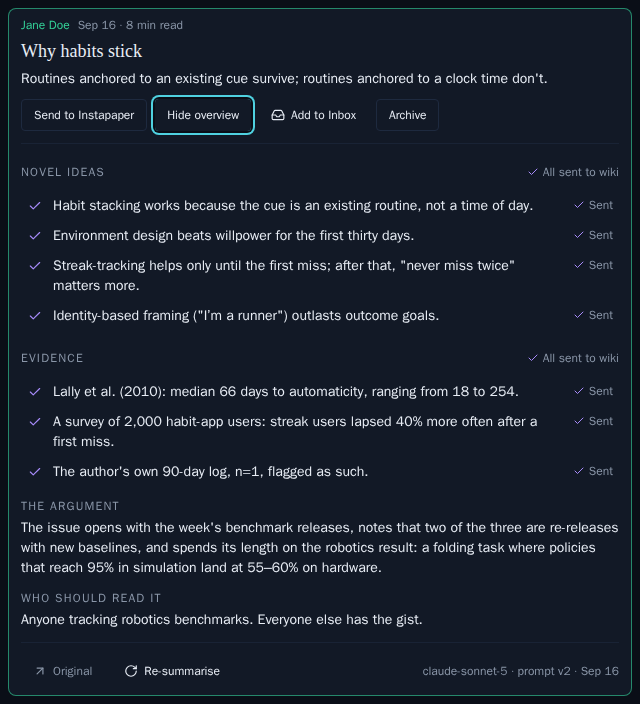 Jane Doe Sep 16 · 8 min read
Why habits stick
Routines anchored to an existing cue survive; routines anchored to a clock time don't.
Send to Instapaper Hide overview Add to Inbox Archive
NOVEL IDEAS All sent to wiki
Habit stacking works because the cue is an existing routine, not a time of day. Sent
Environment design beats willpower for the first thirty days. Sent
Streak-tracking helps only until the first miss; after that, "never miss twice" Sent
matters more.
Identity-based framing ("I'm a runner") outlasts outcome goals. Sent
EVIDENCE All sent to wiki
Lally et al. (2010): median 66 days to automaticity, ranging from 18 to 254. Sent
A survey of 2,000 habit-app users: streak users lapsed 40% more often after a Sent
first miss.
The author's own 90-day log, n=1, flagged as such. Sent
THE ARGUMENT
The issue opens with the week's benchmark releases, notes that two of the three are re-releases
with new baselines, and spends its length on the robotics result: a folding task where policies
that reach 95% in simulation land at 55–60% on hardware.
WHO SHOULD READ IT
Anyone tracking robotics benchmarks. Everyone else has the gist.
Original Re-summarise claude-sonnet-5 · prompt v2 · Sep 16